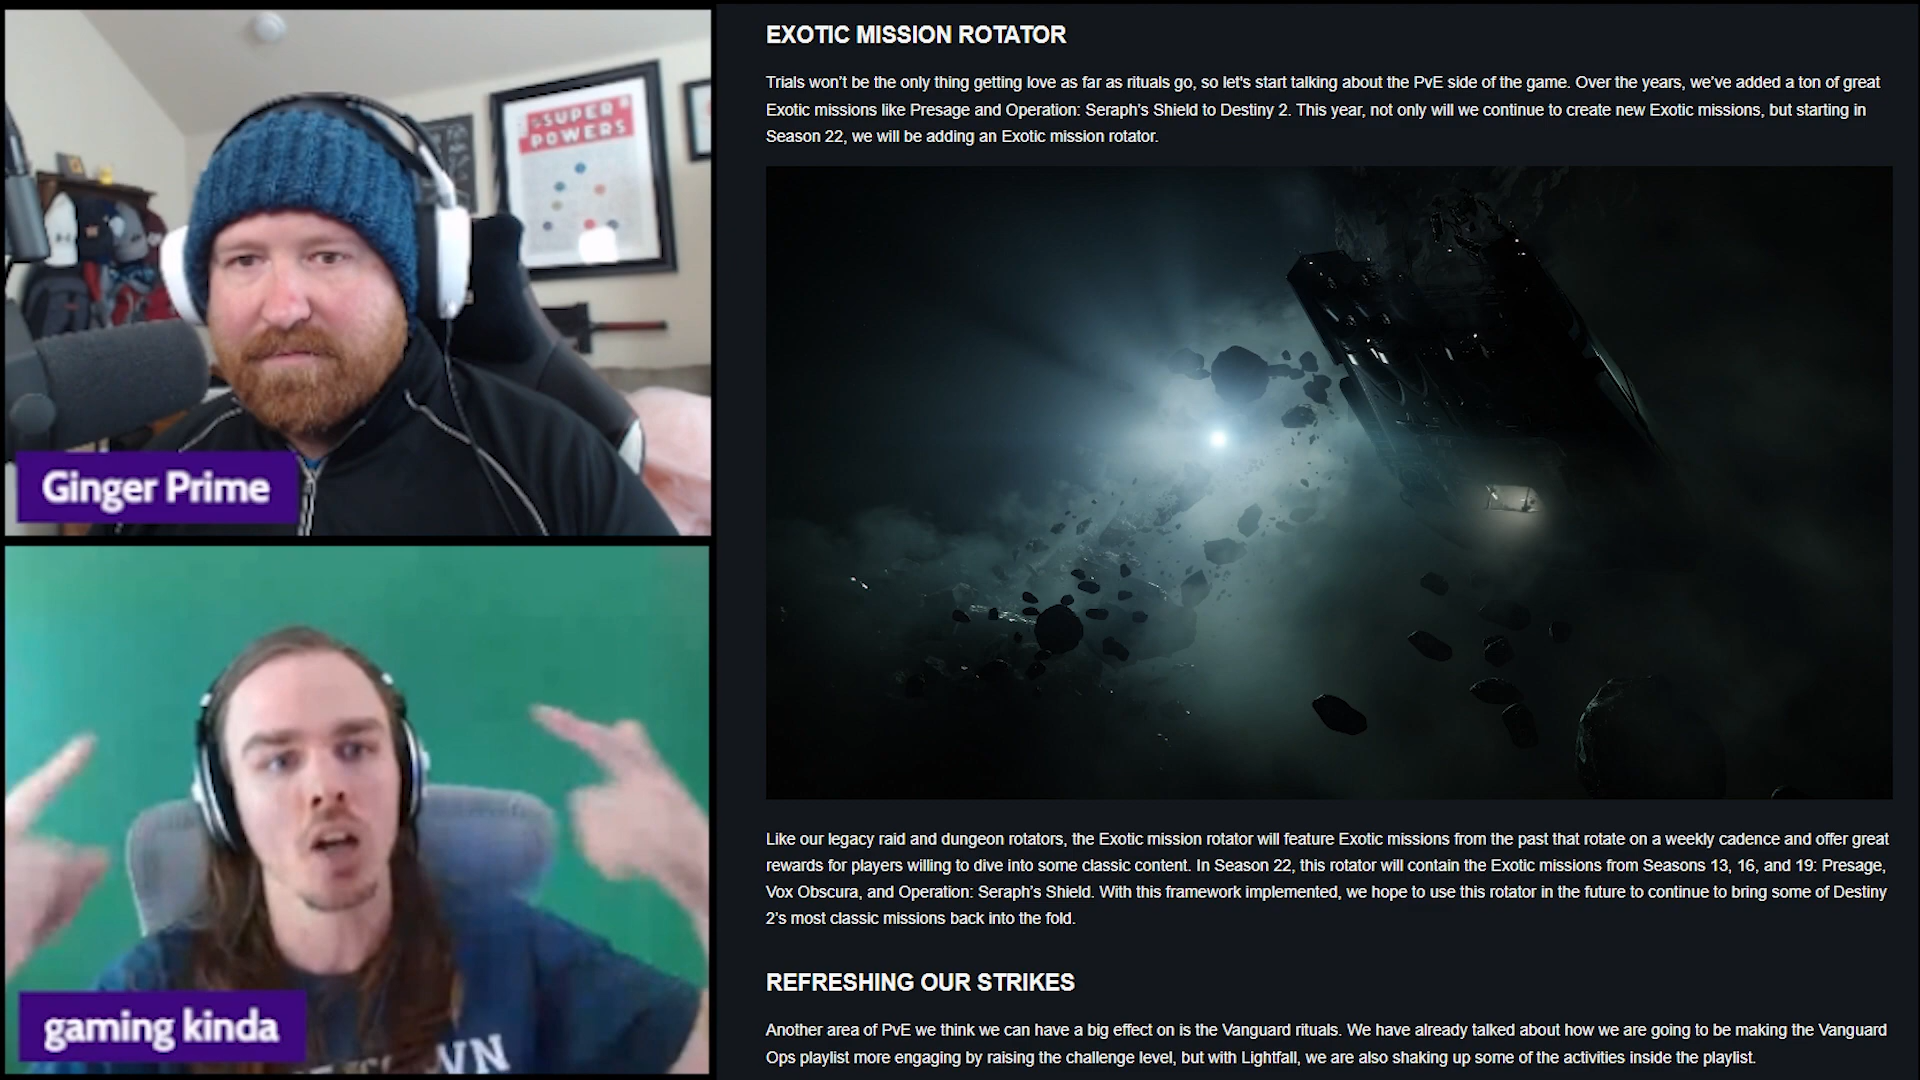 SUPER
POWERS
Ginger Prime
gaming kinda
EXOTIC MISSION ROTATOR
Trials won’t be the only thing getting love as far as rituals go, so let's start talking about the PvE side of the game. Over the years, we’ve added a ton of great
Exotic missions like Presage and Operation: Seraph’s Shield to Destiny 2. This year, not only will we continue to create new Exotic missions, but starting in
Season 22, we will be adding an Exotic mission rotator.
Like our legacy raid and dungeon rotators, the Exotic mission rotator will feature Exotic missions from the past that rotate on a weekly cadence and offer great
rewards for players willing to dive into some classic content. In Season 22, this rotator will contain the Exotic missions from Seasons 13, 16, and 19: Presage,
Vox Obscura, and Operation: Seraph’s Shield. With this framework implemented, we hope to use this rotator in the future to continue to bring some of Destiny
2’s most classic missions back into the fold.
REFRESHING OUR STRIKES
Another area of PvE we think we can have a big effect on is the Vanguard rituals. We have already talked about how we are going to be making the Vanguard
Ops playlist more engaging by raising the challenge level, but with Lightfall, we are also shaking up some of the activities inside the playlist.